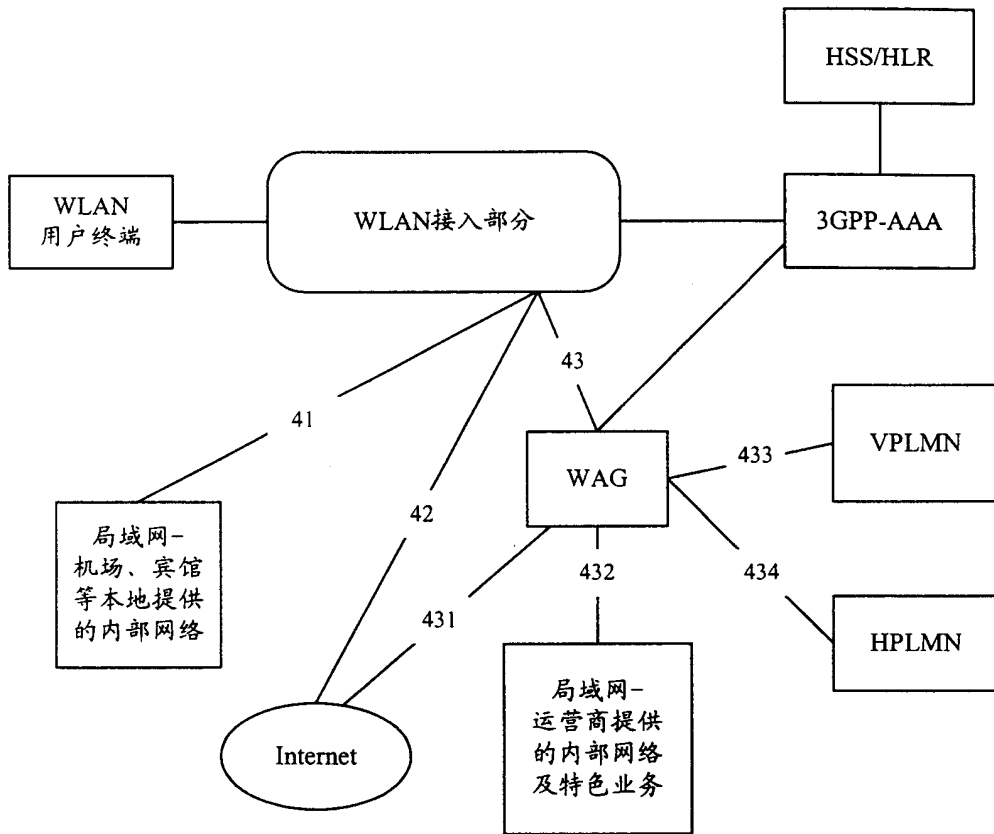 HSS/HLR
WLAN
用户终端
WLAN接入部分
3GPP-AAA
43
41
VPLMN
433
WAG
42
局域网-
机场、宾馆
等本地提供
的内部网络
432
434
431
HPLMN
局域网-
运营商提供
的内部网络
及特色业务
Internet